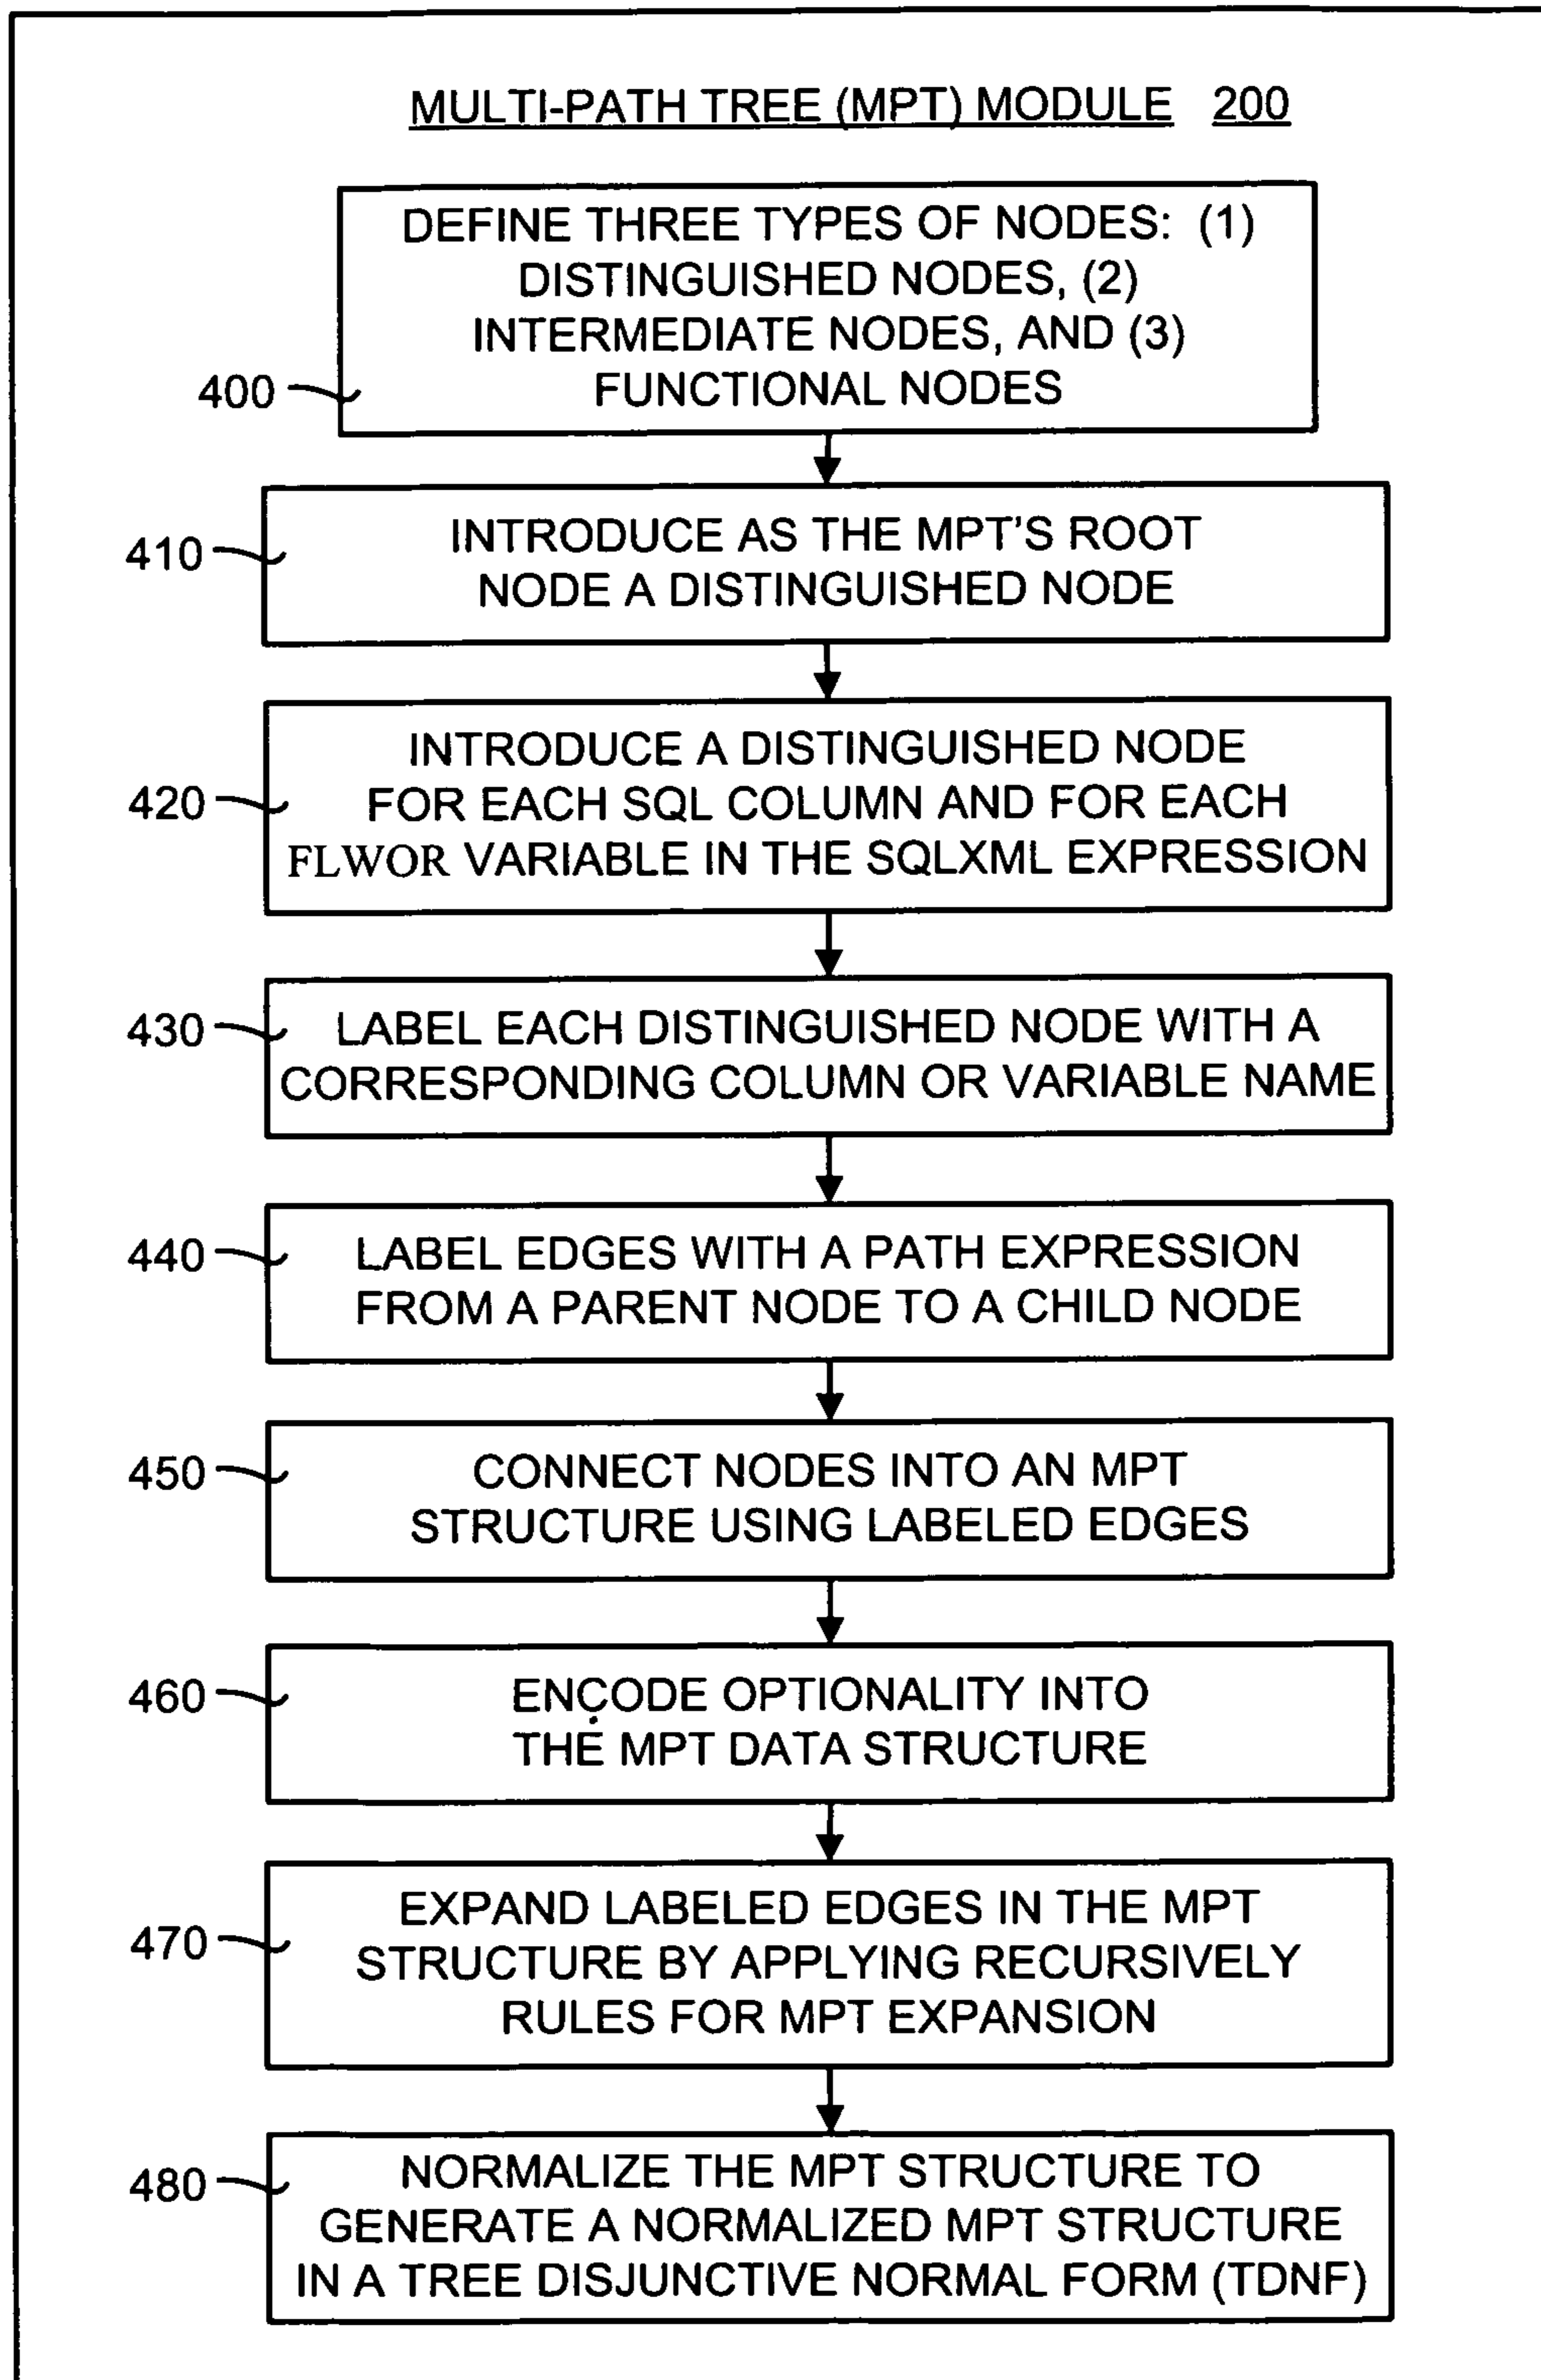 MULTI-PATH TREE (MPT) MODULE 200
DEFINE THREE TYPES OF NODES: (1)
DISTINGUISHED NODES, (2)
INTERMEDIATE NODES, AND (3)
FUNCTIONAL NODES
400
INTRODUCE AS THE MPT'S ROOT
NODE A DISTINGUISHED NODE
410
INTRODUCE A DISTINGUISHED NODE
FOR EACH SQL COLUMN AND FOR EACH
FLWOR VARIABLE IN THE SQLXML EXPRESSION
420
LABEL EACH DISTINGUISHED NODE WITH A
CORRESPONDING COLUMN OR VARIABLE NAME
430
LABEL EDGES WITH A PATH EXPRESSION
FROM A PARENT NODE TO A CHILD NODE
440
CONNECT NODES INTO AN MPT
STRUCTURE USING LABELED EDGES
450
ENCODE OPTIONALITY INTO
THE MPT DATA STRUCTURE
460
EXPAND LABELED EDGES IN THE MPT
STRUCTURE BY APPLYING RECURSIVELY
RULES FOR MPT EXPANSION
470
NORMALIZE THE MPT STRUCTURE TO
GENERATE A NORMALIZED MPT STRUCTURE
IN A TREE DISJUNCTIVE NORMAL FORM (TDNF)
480